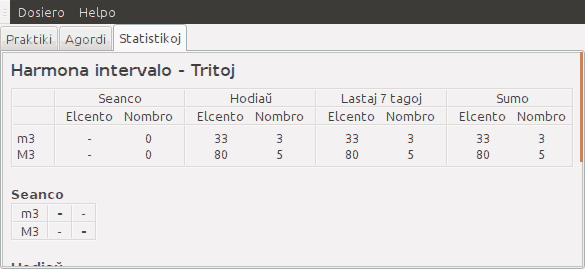 Dosiero Helpo
Praktiki Agordi Statistikoj
Harmona intervalo - Tritoj
Seanco Hodiaŭ Lastaj 7 tagoj Sumo
Elcento Nombro Elcento Nombro Elcento Nombro Elcento Nombro
m3 - 0 33 3 33 3 33 3
M3 - 0 80 5 80 5 80 5
Seanco
m3 - -
M3 - -
Hodiaŭ